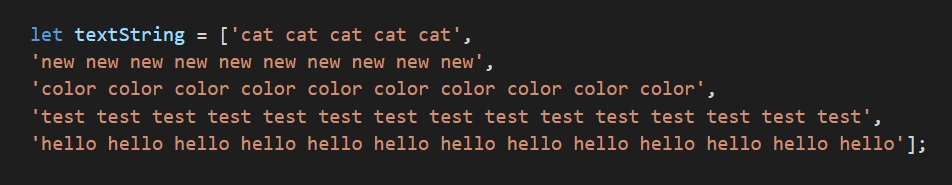 let textString = ['cat cat cat cat cat',
'new new new new new new new new new new',
'color color color color color color color color color color',
'test test test test test test test test test test test test test test test',
'hello hello hello hello hello hello hello hello hello hello hello hello hello'];